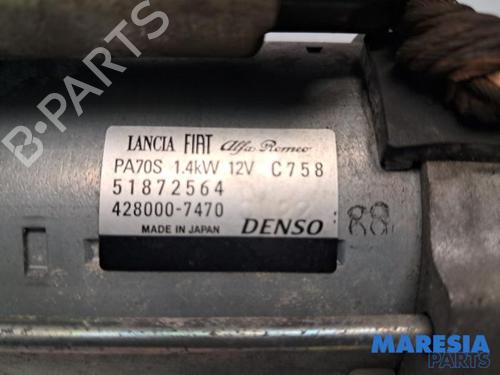 LANCIA FIAT Alfa Romeo
PA70S 1.4kW 12V C758
51872564
428000-7470
MADE IN JAPAN DENSO
88
MARESIA
PARTS